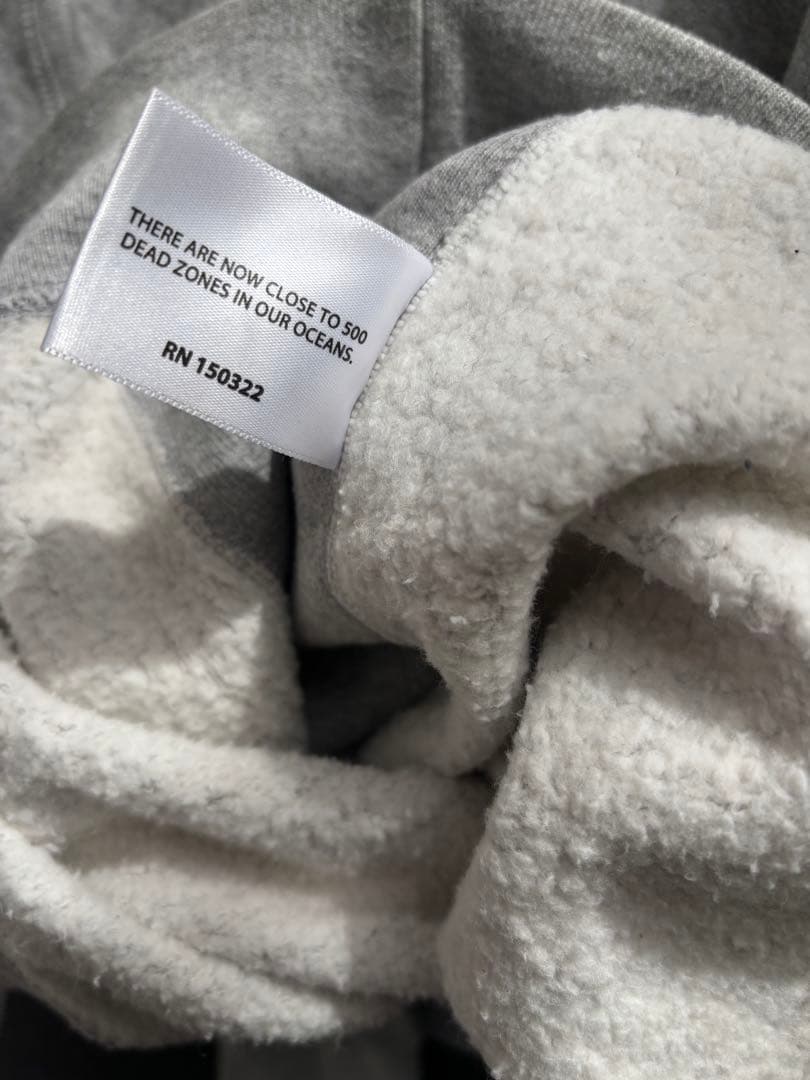 THERE ARE NOW CLOSE TO 500
DEAD ZONES IN OUR OCEANS.
RN 150322